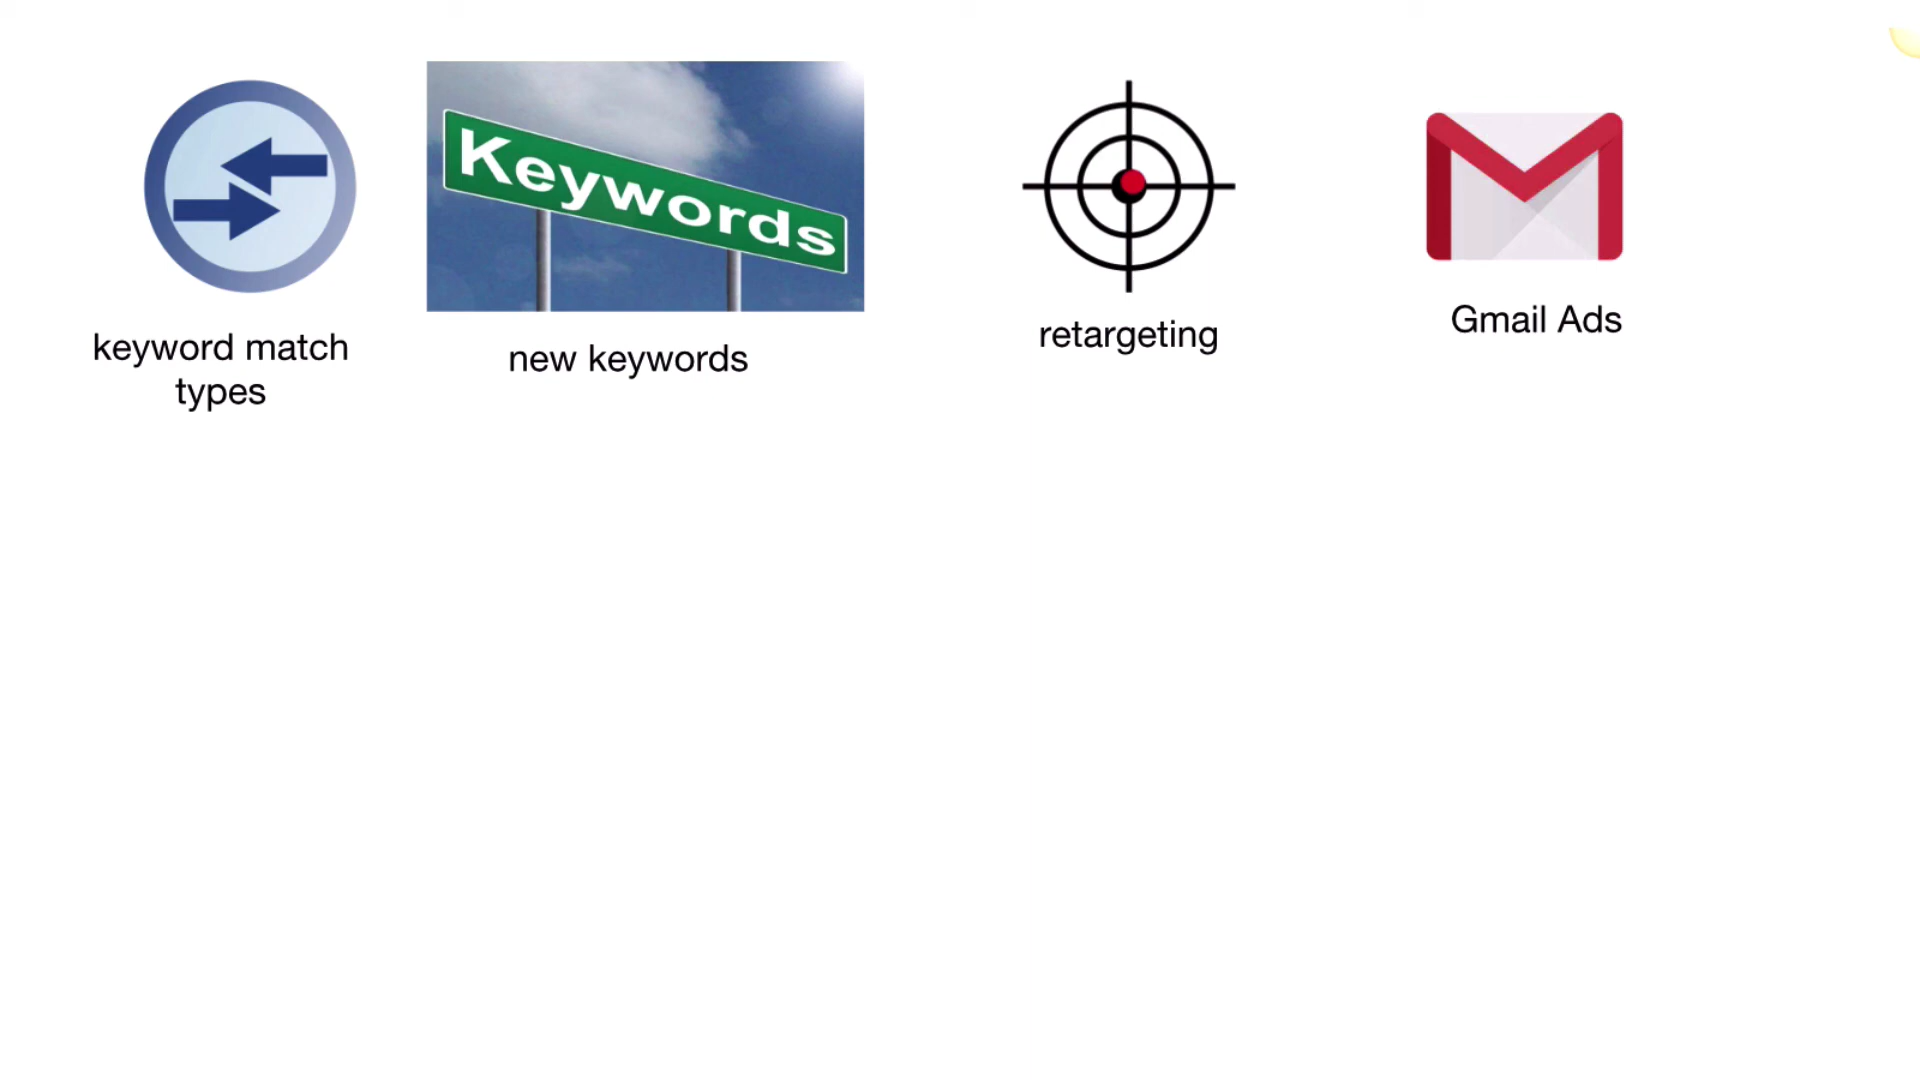 Keywords
keyword match
types
new keywords
retargeting
Gmail Ads